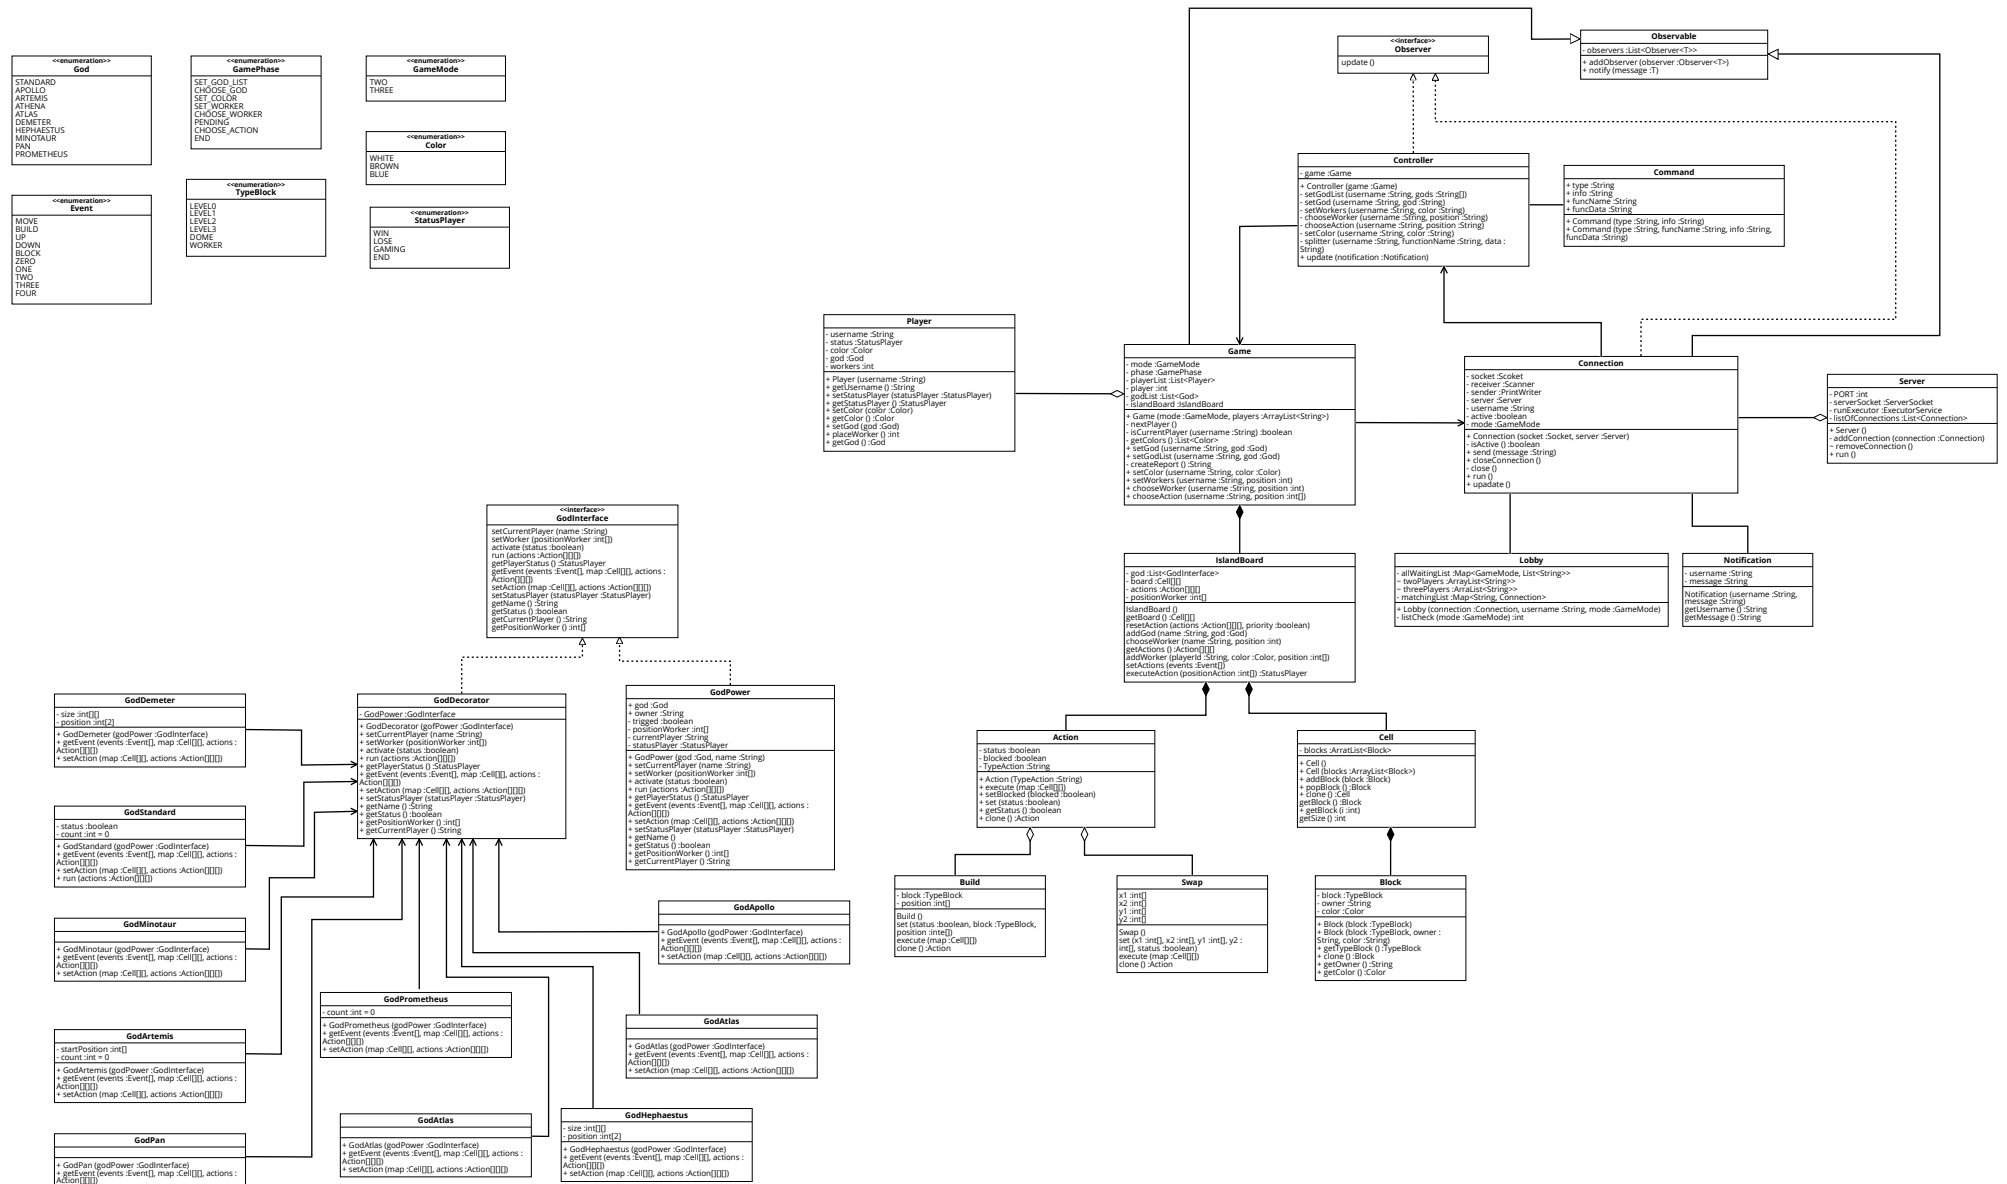 <<enumeration>>
God
STANDARD
APOLLO
ARTEMIS
ATHENA
ATLAS
DEMETER
HEPHAESTUS
MINOTAUR
PAN
PROMETHEUS
<<enumeration>>
GamePhase
SET_GOD_LIST
CHOOSE_GOD
SET_COLOR
SET_WORKER
CHOOSE_WORKER
PENDING
CHOOSE_ACTION
END
<<enumeration>>
GameMode
TWO
THREE
<<enumeration>>
Color
WHITE
BROWN
BLUE
<<enumeration>>
Event
MOVE
BUILD
UP
DOWN
BLOCK
ZERO
ONE
TWO
THREE
FOUR
<<enumeration>>
TypeBlock
LEVEL0
LEVEL1
LEVEL2
LEVEL3
DOME
WORKER
<<enumeration>>
StatusPlayer
WIN
LOSE
GAMING
END
<<interface>>
Observer
update ()
Observable
- observers :List<Observer<T>>
+ addObserver (observer :Observer<T>)
+ notify (message :T)
Controller
- game :Game
+ Controller (game :Game)
- setGodList (username :String, gods :String[])
- setGod (username :String, god :String)
- setWorkers (username :String, color :String)
- chooseWorker (username :String, position :String)
- chooseAction (username :String, position :String)
- setColor (username :String, color :String)
- splitter (username :String, functionName :String, data :
String)
+ update (notification :Notification)
Command
+ type :String
+ info :String
+ funcName :String
+ funcData :String
+ Command (type :String, info :String)
+ Command (type :String, funcName :String, info :String,
funcData :String)
Player
- username :String
- status :StatusPlayer
- color :Color
- god :God
- workers :int
+ Player (username :String)
+ getUsername () :String
+ setStatusPlayer (statusPlayer :StatusPlayer)
+ getStatusPlayer () :StatusPlayer
+ setColor (color :Color)
+ getColor () :Color
+ setGod (god :God)
+ placeWorker () :int
+ getGod () :God
Game
- mode :GameMode
- phase :GamePhase
- playerList :List<Player>
- player :int
- godList :List<God>
- islandBoard :IslandBoard
+ Game (mode :GameMode, players :ArrayList<String>)
- nextPlayer ()
- isCurrentPlayer (username :String) :boolean
- getColors () :List<Color>
+ setGod (username :String, god :God)
+ setGodList (username :String, god :God)
- createReport () :String
+ setColor (username :String, color :Color)
+ setWorkers (username :String, position :int)
+ chooseWorker (username :String, position :int)
+ chooseAction (username :String, position :int[])
Connection
- socket :Scoket
- receiver :Scanner
- sender :PrintWriter
- server :Server
- username :String
- active :boolean
- mode :GameMode
+ Connection (socket :Socket, server :Server)
- isActive () :boolean
+ send (message :String)
+ closeConnection ()
- close ()
+ run ()
+ upadate ()
Server
- PORT :int
- serverSocket :ServerSocket
- runExecutor :ExecutorService
- listOfConnections :List<Connection>
+ Server ()
- addConnection (connection :Connection)
~ removeConnection ()
+ run ()
<<interface>>
GodInterface
setCurrentPlayer (name :String)
setWorker (positionWorker :int[])
activate (status :boolean)
run (actions :Action[][][])
getPlayerStatus () :StatusPlayer
getEvent (events :Event[], map :Cell[][], actions :
Action[][][])
setAction (map :Cell[][], actions :Action[][][])
setStatusPlayer (statusPlayer :StatusPlayer)
getName () :String
getStatus () :boolean
getCurrentPlayer () :String
getPositionWorker () :int[]
IslandBoard
- god :List<GodInterface>
- board :Cell[][]
- actions :Action[][][]
- positionWorker :int[]
IslandBoard ()
getBoard () :Cell[][]
resetAction (actions :Action[][][], priority :boolean)
addGod (name :String, god :God)
chooseWorker (name :String, position :int)
getActions () :Action[][][]
addWorker (playerId :String, color :Color, position :int[])
setActions (events :Event[])
executeAction (positionAction :int[]) :StatusPlayer
Lobby
- allWaitingList :Map<GameMode, List<String>>
~ twoPlayers :ArrayList<String>>
~ threePlayers :ArraList<String>>
- matchingList :Map<String, Connection>
+ Lobby (connection :Connection, username :String, mode :GameMode)
- listCheck (mode :GameMode) :int
Notification
- username :String
- message :String
Notification (username :String,
message :String)
getUsername () :String
getMessage () :String
GodDemeter
- size :int[][]
- position :int[2]
+ GodDemeter (godPower :GodInterface)
+ getEvent (events :Event[], map :Cell[][], actions :
Action[][][])
+ setAction (map :Cell[][], actions :Action[][][])
GodDecorator
- GodPower :GodInterface
+ GodDecorator (gofPower :GodInterface)
+ setCurrentPlayer (name :String)
+ setWorker (positionWorker :int[])
+ activate (status :boolean)
+ run (actions :Action[][][])
+ getPlayerStatus () :StatusPlayer
+ getEvent (events :Event[], map :Cell[][], actions :
Action[][][])
+ setAction (map :Cell[][], actions :Action[][][])
+ setStatusPlayer (statusPlayer :StatusPlayer)
+ getName () :String
+ getStatus () :boolean
+ getPositionWorker () :int[]
+ getCurrentPlayer () :String
GodPower
+ god :God
+ owner :String
- trigged :boolean
- positionWorker :int[]
- currentPlayer :String
- statusPlayer :StatusPlayer
+ GodPower (god :God, name :String)
+ setCurrentPlayer (name :String)
+ setWorker (positionWorker :int[])
+ activate (status :boolean)
+ run (actions :Action[][][])
+ getPlayerStatus () :StatusPlayer
+ getEvent (events :Event[], map :Cell[][], actions :
Action[][][])
+ setAction (map :Cell[][], actions :Action[][][])
+ setStatusPlayer (statusPlayer :StatusPlayer)
+ getName ()
+ getStatus () :boolean
+ getPositionWorker () :int[]
+ getCurrentPlayer () :String
Action
- status :boolean
- blocked :boolean
- TypeAction :String
+ Action (TypeAction :String)
+ execute (map :Cell[][])
+ setBlocked (blocked :boolean)
+ set (status :boolean)
+ getStatus () :boolean
+ clone () :Action
Cell
- blocks :ArratList<Block>
+ Cell ()
+ Cell (blocks :ArrayList<Block>)
+ addBlock (block :Block)
+ popBlock () :Block
+ clone () :Cell
getBlock () :Block
+ getBlock (i :int)
getSize () :int
GodStandard
- status :boolean
- count :int = 0
+ GodStandard (godPower :GodInterface)
+ getEvent (events :Event[], map :Cell[][], actions :
Action[][][])
+ setAction (map :Cell[][], actions :Action[][][])
+ run (actions :Action[][][])
Build
- block :TypeBlock
- position :int[]
Build ()
set (status :boolean, block :TypeBlock,
position :inte[])
execute (map :Cell[][])
clone () :Action
Swap
x1 :int[]
x2 :int[]
y1 :int[]
y2 :int[]
Swap ()
set (x1 :int[], x2 :int[], y1 :int[], y2 :
int[], status :boolean)
execute (map :Cell[][])
clone () :Action
Block
- block :TypeBlock
- owner :String
- color :Color
+ Block (block :TypeBlock)
+ Block (block :TypeBlock, owner :
String, color :String)
+ getTypeBlock () :TypeBlock
+ clone () :Block
+ getOwner () :String
+ getColor () :Color
GodMinotaur
+ GodMinotaur (godPower :GodInterface)
+ getEvent (events :Event[], map :Cell[][], actions :
Action[][][])
+ setAction (map :Cell[][], actions :Action[][][])
GodApollo
+ GodApollo (godPower :GodInterface)
+ getEvent (events :Event[], map :Cell[][], actions :
Action[][][])
+ setAction (map :Cell[][], actions :Action[][][])
GodPrometheus
- count :int = 0
+ GodPrometheus (godPower :GodInterface)
+ getEvent (events :Event[], map :Cell[][], actions :
Action[][][])
+ setAction (map :Cell[][], actions :Action[][][])
GodAtlas
+ GodAtlas (godPower :GodInterface)
+ getEvent (events :Event[], map :Cell[][], actions :
Action[][][])
+ setAction (map :Cell[][], actions :Action[][][])
GodArtemis
- startPosition :int[]
- count :int = 0
+ GodArtemis (godPower :GodInterface)
+ getEvent (events :Event[], map :Cell[][], actions :
Action[][][])
+ setAction (map :Cell[][], actions :Action[][][])
GodAtlas
+ GodAtlas (godPower :GodInterface)
+ getEvent (events :Event[], map :Cell[][], actions :
Action[][][])
+ setAction (map :Cell[][], actions :Action[][][])
GodHephaestus
- size :int[][]
- position :int[2]
+ GodHephaestus (godPower :GodInterface)
+ getEvent (events :Event[], map :Cell[][], actions :
Action[][][])
+ setAction (map :Cell[][], actions :Action[][][])
GodPan
+ GodPan (godPower :GodInterface)
+ getEvent (events :Event[], map :Cell[][], actions :
Action[][][])